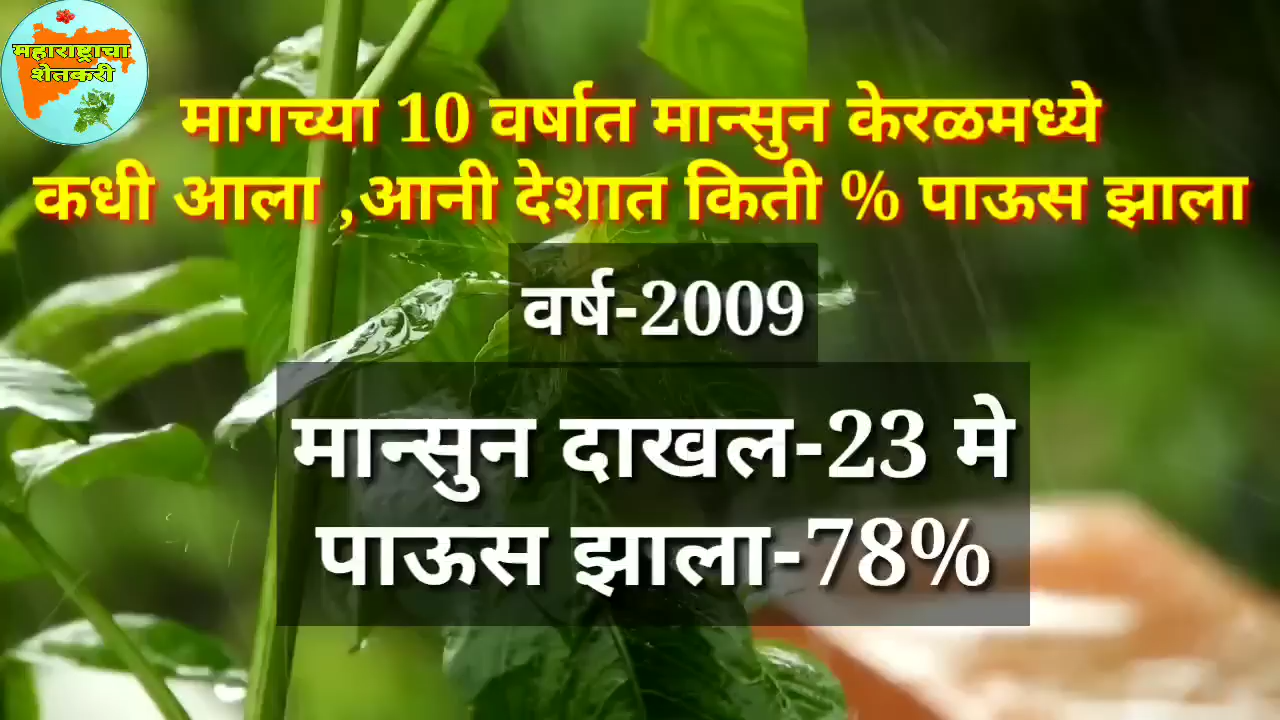 महाराष्ट्राचा
शेतकरी
मागच्या 10 वर्षात मान्सुन केरळमध्ये
कधी आला ,आनी देशात किती % पाऊस झाला
वर्ष-2009
मान्सुन दाखल-23 मे
पाऊस झाला-78%